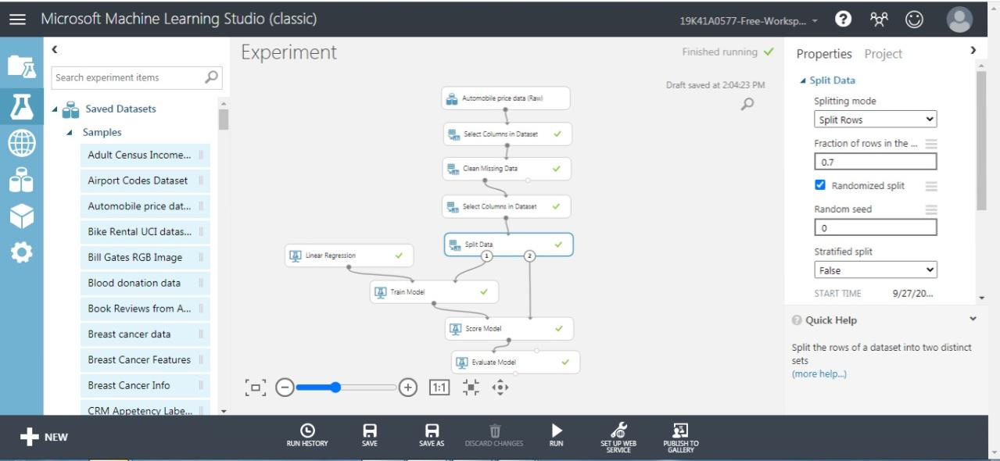 Microsoft Machine Learning Studio (classic)
19K41A0577-Free-Worksp...
Search experiment items
Saved Datasets
Samples
Adult Census Income...
Airport Codes Dataset
Automobile price dat...
Bike Rental UCI datas...
Bill Gates RGB Image
Blood donation data
Book Reviews from A...
Breast cancer data
Breast Cancer Features
Breast Cancer Info
CRM Appetency Labe...
Experiment
Finished running
Draft saved at 2:04:23 PM
Automobile price data (Raw)
Select Columns in Dataset
Clean Missing Data
Select Columns in Dataset
Split Data
1
2
Linear Regression
Train Model
Score Model
Evaluate Model
1:1
Properties Project
Split Data
Splitting mode
Split Rows
Fraction of rows in the ...
0.7
Randomized split
Random seed
0
Stratified split
False
START TIME 9/27/20...
Quick Help
Split the rows of a dataset into two distinct
sets
(more help...)
NEW
RUN HISTORY
SAVE
SAVE AS
DISCARD CHANGES
RUN
SET UP WEB
SERVICE
PUBLISH TO
GALLERY